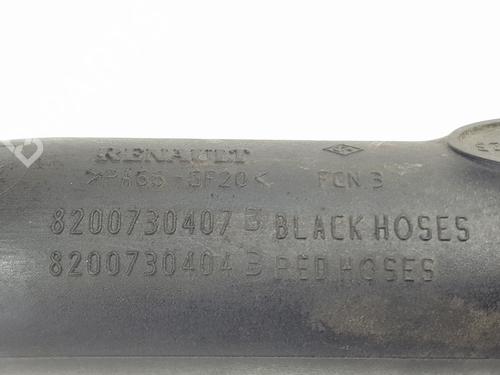 RENAULT
>PA66-GF20< FCN 3
8200730407 B BLACK HOSES
8200730404 B RED HOSES